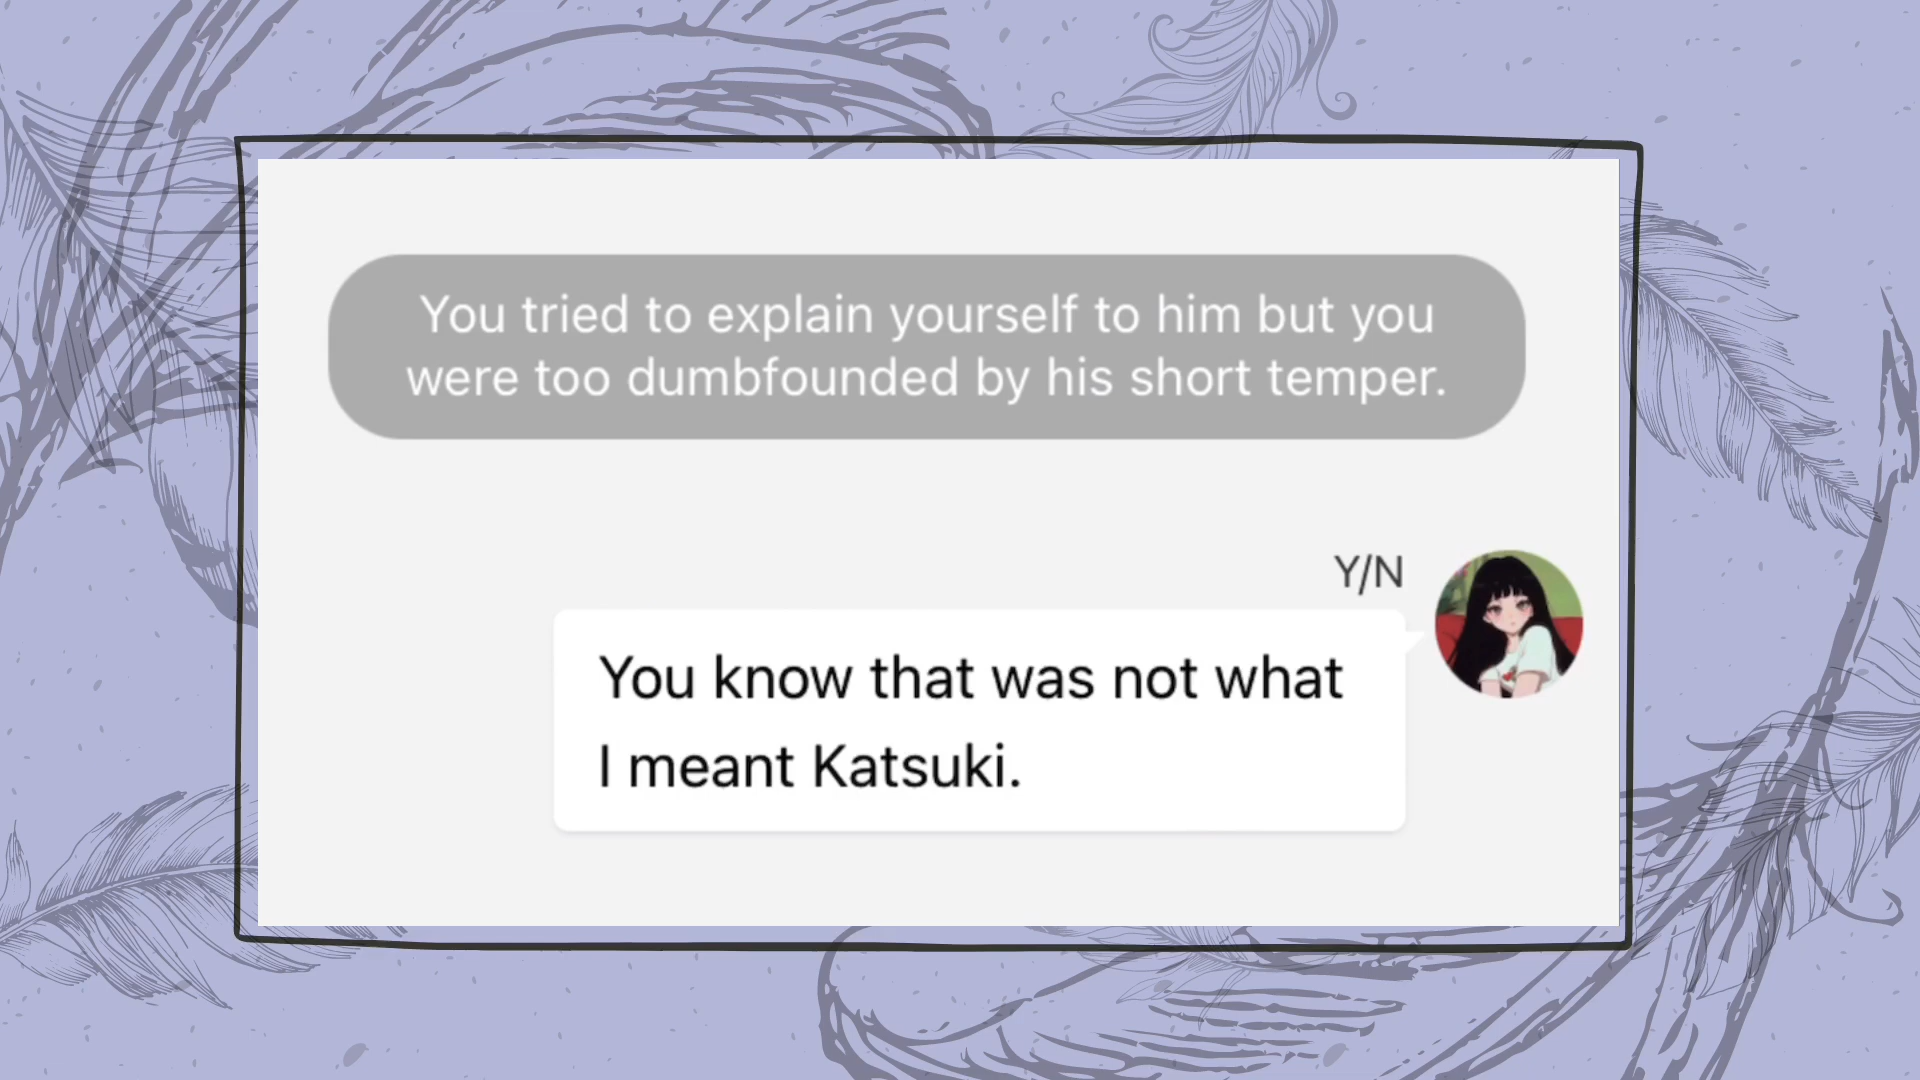 You tried to explain yourself to him but you
were too dumbfounded by his short temper.
Y/N
You know that was not what
I meant Katsuki.